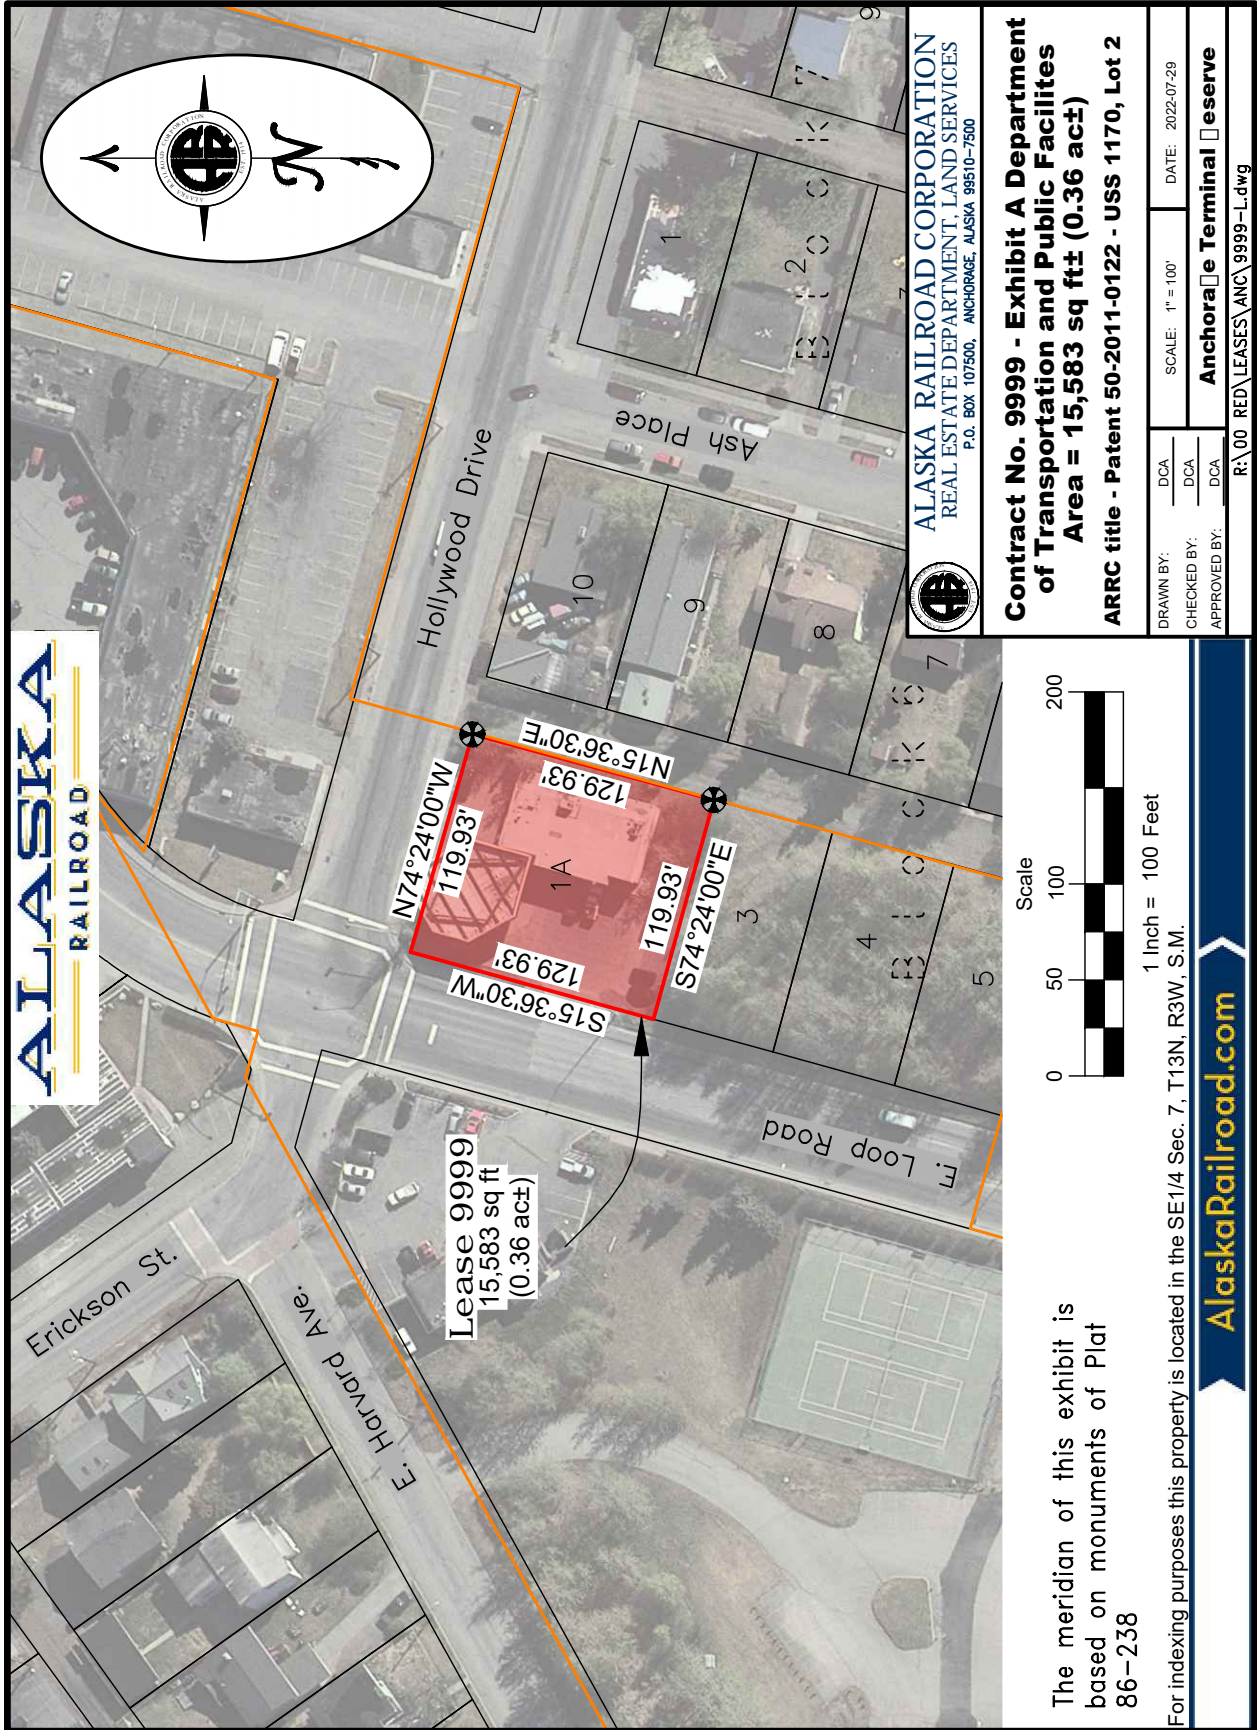 ALASKA
RAILROAD
Erickson St.
E. Harvard Ave.
Hollywood Drive
Ash Place
E. Loop Road
N74°24'00"W
119.93'
N15°36'30"E
129.93'
1A
129.93'
S15°36'30"W
119.93'
S74°24'00"E
Lease 9999
15,583 sq ft
(0.36 ac±)
10
9
8
7
1
2
3
4
5
BLOCK 7
BLOCK 6
N
The meridian of this exhibit is
based on monuments of Plat
86-238
Scale
0 50 100 200
1 Inch = 100 Feet
For indexing purposes this property is located in the SE1/4 Sec. 7, T13N, R3W, S.M.
AlaskaRailroad.com
ALASKA RAILROAD CORPORATION
REAL ESTATE DEPARTMENT, LAND SERVICES
P.O. BOX 107500, ANCHORAGE, ALASKA 99510-7500
Contract No. 9999 - Exhibit A Department
of Transportation and Public Facilites
Area = 15,583 sq ft± (0.36 ac±)
ARRC title - Patent 50-2011-0122 - USS 1170, Lot 2
DRAWN BY: DCA
CHECKED BY: DCA
APPROVED BY: DCA
SCALE: 1" = 100'
DATE: 2022-07-29
Anchora□e Terminal □eserve
R:\00 RED\LEASES\ANC\9999-L.dwg